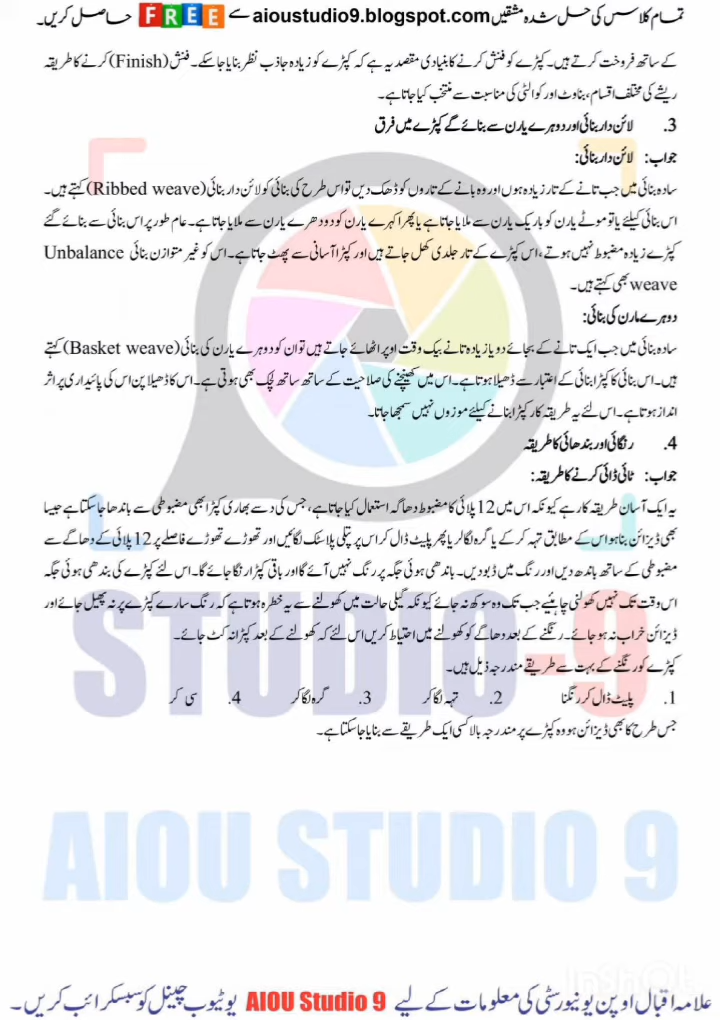 تمام کلاسس کی حل شدہ مشقیں aioustudio9.blogspot.com سے FREE حاصل کریں۔
کے ساتھ فروخت کرتے ہیں۔ کپڑے کو فنش کرنے کا بنیادی مقصد یہ ہے کہ کپڑے کو زیادہ جاذب نظر بنایا جاسکے۔ فنش (Finish) کرنے کا طریقہ
ریشے کی مختلف اقسام، بناوٹ اور کوالٹی کی مناسبت سے منتخب کیا جاتا ہے۔
3. لائن دار بنائی اور دوہرے یارن سے بنائے گے کپڑے میں فرق
جواب: لائن دار بنائی:
سادہ بنائی میں جب تانے کے تار زیادہ ہوں اور وہ بانے کے تاروں کو ڈھک دیں تو اس طرح کی بنائی کو لائن دار بنائی (Ribbed weave) کہتے ہیں۔
اس بنائی کیلئے یا تو موٹے یارن کو باریک یارن سے ملایا جاتا ہے یا پھر اکہرے یارن کو دودھرے یارن سے ملایا جاتا ہے۔ عام طور پر اس بنائی سے بنائے گئے
کپڑے زیادہ مضبوط نہیں ہوتے، اس کپڑے کے تار جلدی کھل جاتے ہیں اور کپڑا آسانی سے پھٹ جاتا ہے۔ اس کو غیر متوازن بنائی Unbalance
weave بھی کہتے ہیں۔
دوہرے مارن کی بنائی:
سادہ بنائی میں جب ایک تانے کے بجائے دو یا زیادہ تانے بیک وقت اوپر اٹھائے جاتے ہیں تو ان کو دوہرے یارن کی بنائی (Basket weave) کہتے
ہیں۔ اس بنائی کا کپڑا بنائی کے اعتبار سے ڈھیلا ہوتا ہے۔ اس میں کھینچنے کی صلاحیت کے ساتھ ساتھ لچک بھی ہوتی ہے۔ اس کا ڈھیلا پن اس کی پائیداری پر اثر
انداز ہوتا ہے۔ اس لئے یہ طریقہ کار کپڑا بنانے کیلئے موزوں نہیں سمجھا جاتا۔
4. رنگائی اور بندھائی کا طریقہ
جواب: ٹائی ڈائی کرنے کا طریقہ:
یہ ایک آسان طریقہ کار ہے کیونکہ اس میں 12 پلائی کا مضبوط دھاگہ استعمال کیا جاتا ہے، جس کی دسے بھاری کپڑا بھی مضبوطی سے باندھا جاسکتا ہے جیسا
بھی ڈیزائن بنا ہو اس کے مطابق تہہ کر کے یا گرہ لگا لر یا پھر پلیٹ ڈال کر اس پر پتلی پلاسٹک لگائیں اور تھوڑے تھوڑے فاصلے پر 12 پلائی کے دھاگے سے
مضبوطی کے ساتھ باندھ دیں اور رنگ میں ڈبو دیں۔ باندھی ہوئی جگہ پر رنگ نہیں آئے گا اور باقی کپڑا رنگا جائے گا۔ اس لئے کپڑے کی بندھی ہوئی جگہ
اس وقت تک نہیں کھولنی چاہیئے جب تک وہ سوکھ نہ جائے کیونکہ گیلی حالت میں کھولنے سے یہ خطرہ ہوتا ہے کہ رنگ سارے کپڑے پر نہ پھیل جائے اور
ڈیزائن خراب نہ ہو جائے۔ رنگنے کے بعد دھاگے کو کھولنے میں احتیاط کریں اس لئے کہ کھولنے کے بعد کپڑا نہ کٹ جائے۔
کپڑے کو رنگنے کے بہت سے طریقے مندرجہ ذیل ہیں۔
1. پلیٹ ڈال کر رنگنا 2. تہہ لگا کر 3. گرہ لگا کر 4. سی کر
جس طرح کا بھی ڈیزائن ہو وہ کپڑے پر مندرجہ بالا کسی ایک طریقے سے بنایا جاسکتا ہے۔
STUDIO-9
AIOU STUDIO 9
InShOt
علامہ اقبال اوپن یونیورسٹی کی معلومات کے لیے AIOU Studio 9 یوٹیوب چینل کو سبسکرائب کریں۔